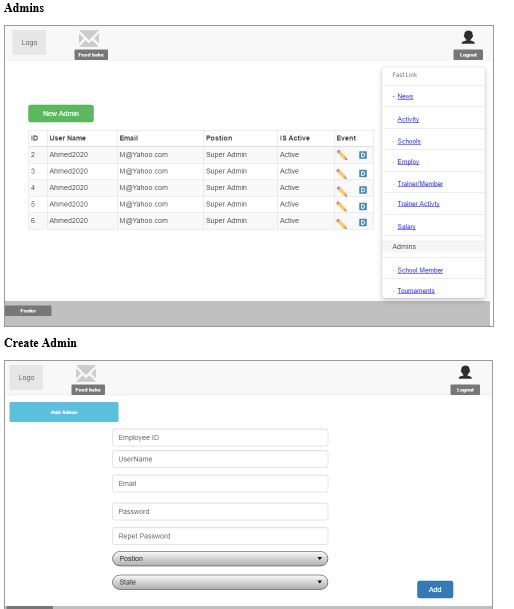 Admins
Logo
Feed bake
Logout
Fast Link
- News
New Admin
Activity
ID User Name Email Postion IS Active Event
Schools
2 Ahmed2020 M@Yahoo.com Super Admin Active D
Employ
3 Ahmed2020 M@Yahoo.com Super Admin Active D
Trainer/Member
4 Ahmed2020 M@Yahoo.com Super Admin Active D
Trainer Activty
5 Ahmed2020 M@Yahoo.com Super Admin Active D
Salary
6 Ahmed2020 M@Yahoo.com Super Admin Active D
Admins
School Member
Tournaments
Footer
Create Admin
Logo
Feed bake
Logout
Add Admin
Employee ID
UserName
Email
Password
Repet Password
Postion
State
Add